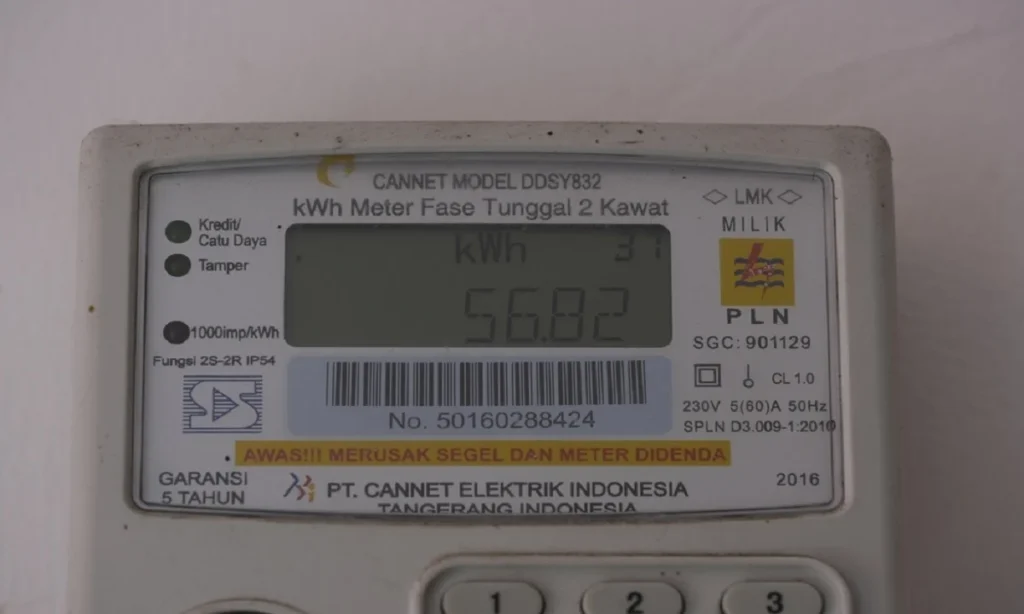 CANNET MODEL DDSY832
kWh Meter Fase Tunggal 2 Kawat
Kredit/
Catu Daya
Tamper
1000imp/kWh
Fungsi 2S-2R IP54
kWh 31
56.82
No. 50160288424
LMK
MILIK
PLN
SGC: 901129
CL 1.0
230V 5(60)A 50Hz
SPLN D3.009-1:2010
AWAS!!! MERUSAK SEGEL DAN METER DIDENDA
GARANSI
5 TAHUN
PT. CANNET ELEKTRIK INDONESIA
TANGERANG INDONESIA
2016
1 2 3